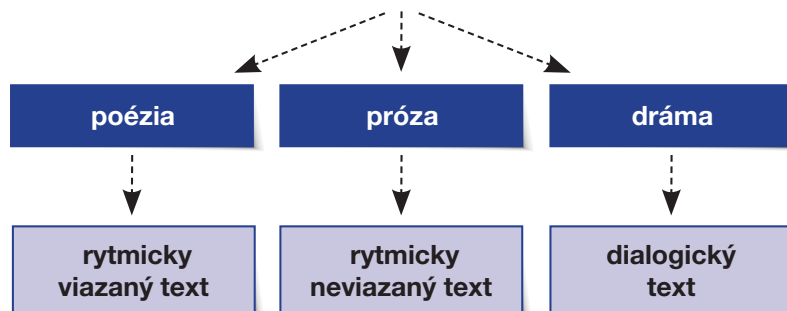 poézia
próza
dráma
rytmicky
viazaný text
rytmicky
neviazaný text
dialogický
text